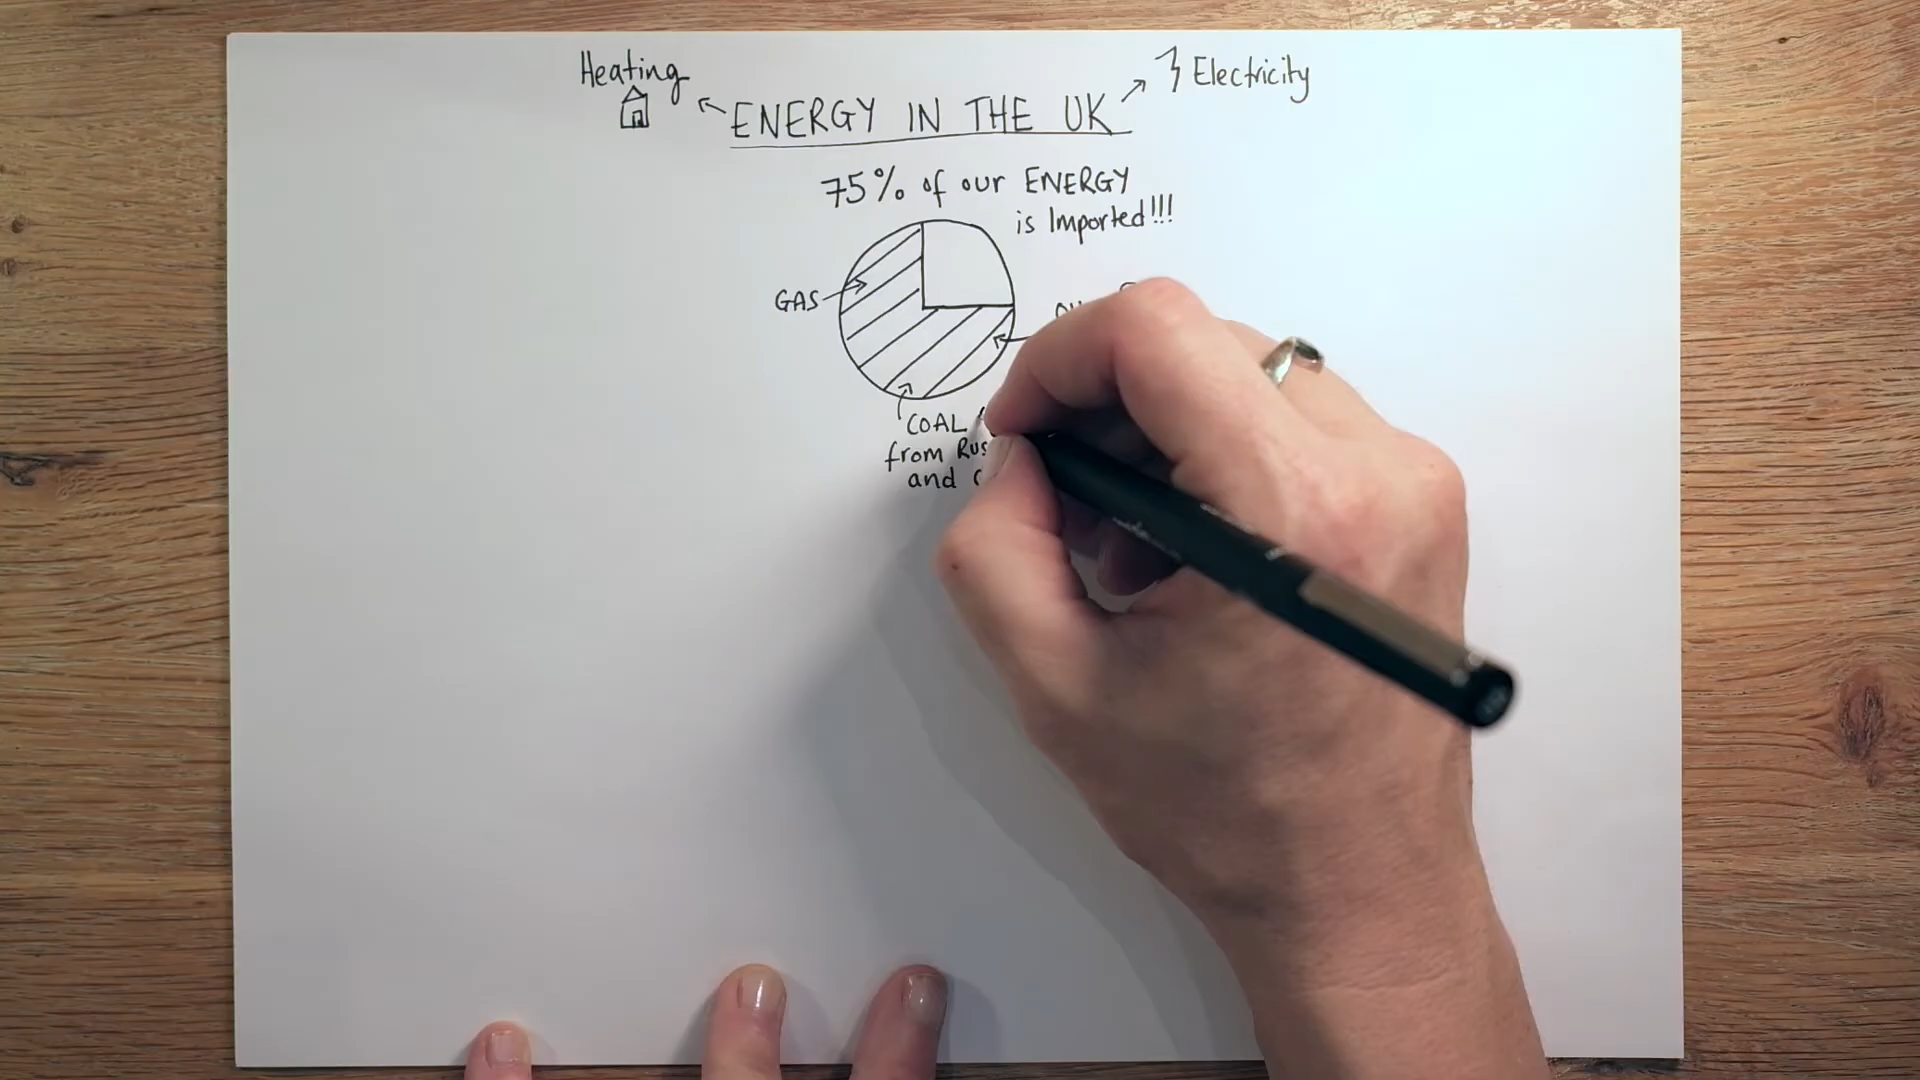 Heating
Electricity
ENERGY IN THE UK
75% of our ENERGY
is Imported!!!
GAS
COAL
from
and